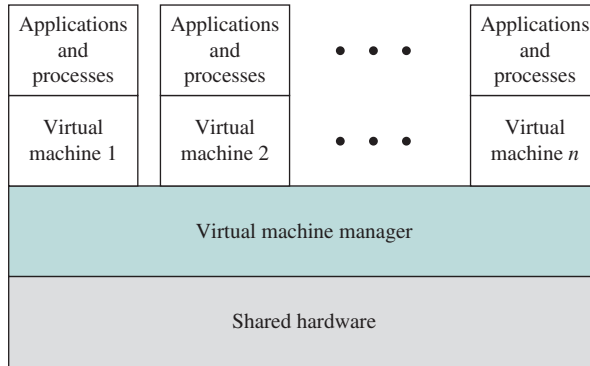 Applications
and
processes
Applications
and
processes
Applications
and
processes
Virtual
machine 1
Virtual
machine 2
Virtual
machine n
Virtual machine manager
Shared hardware